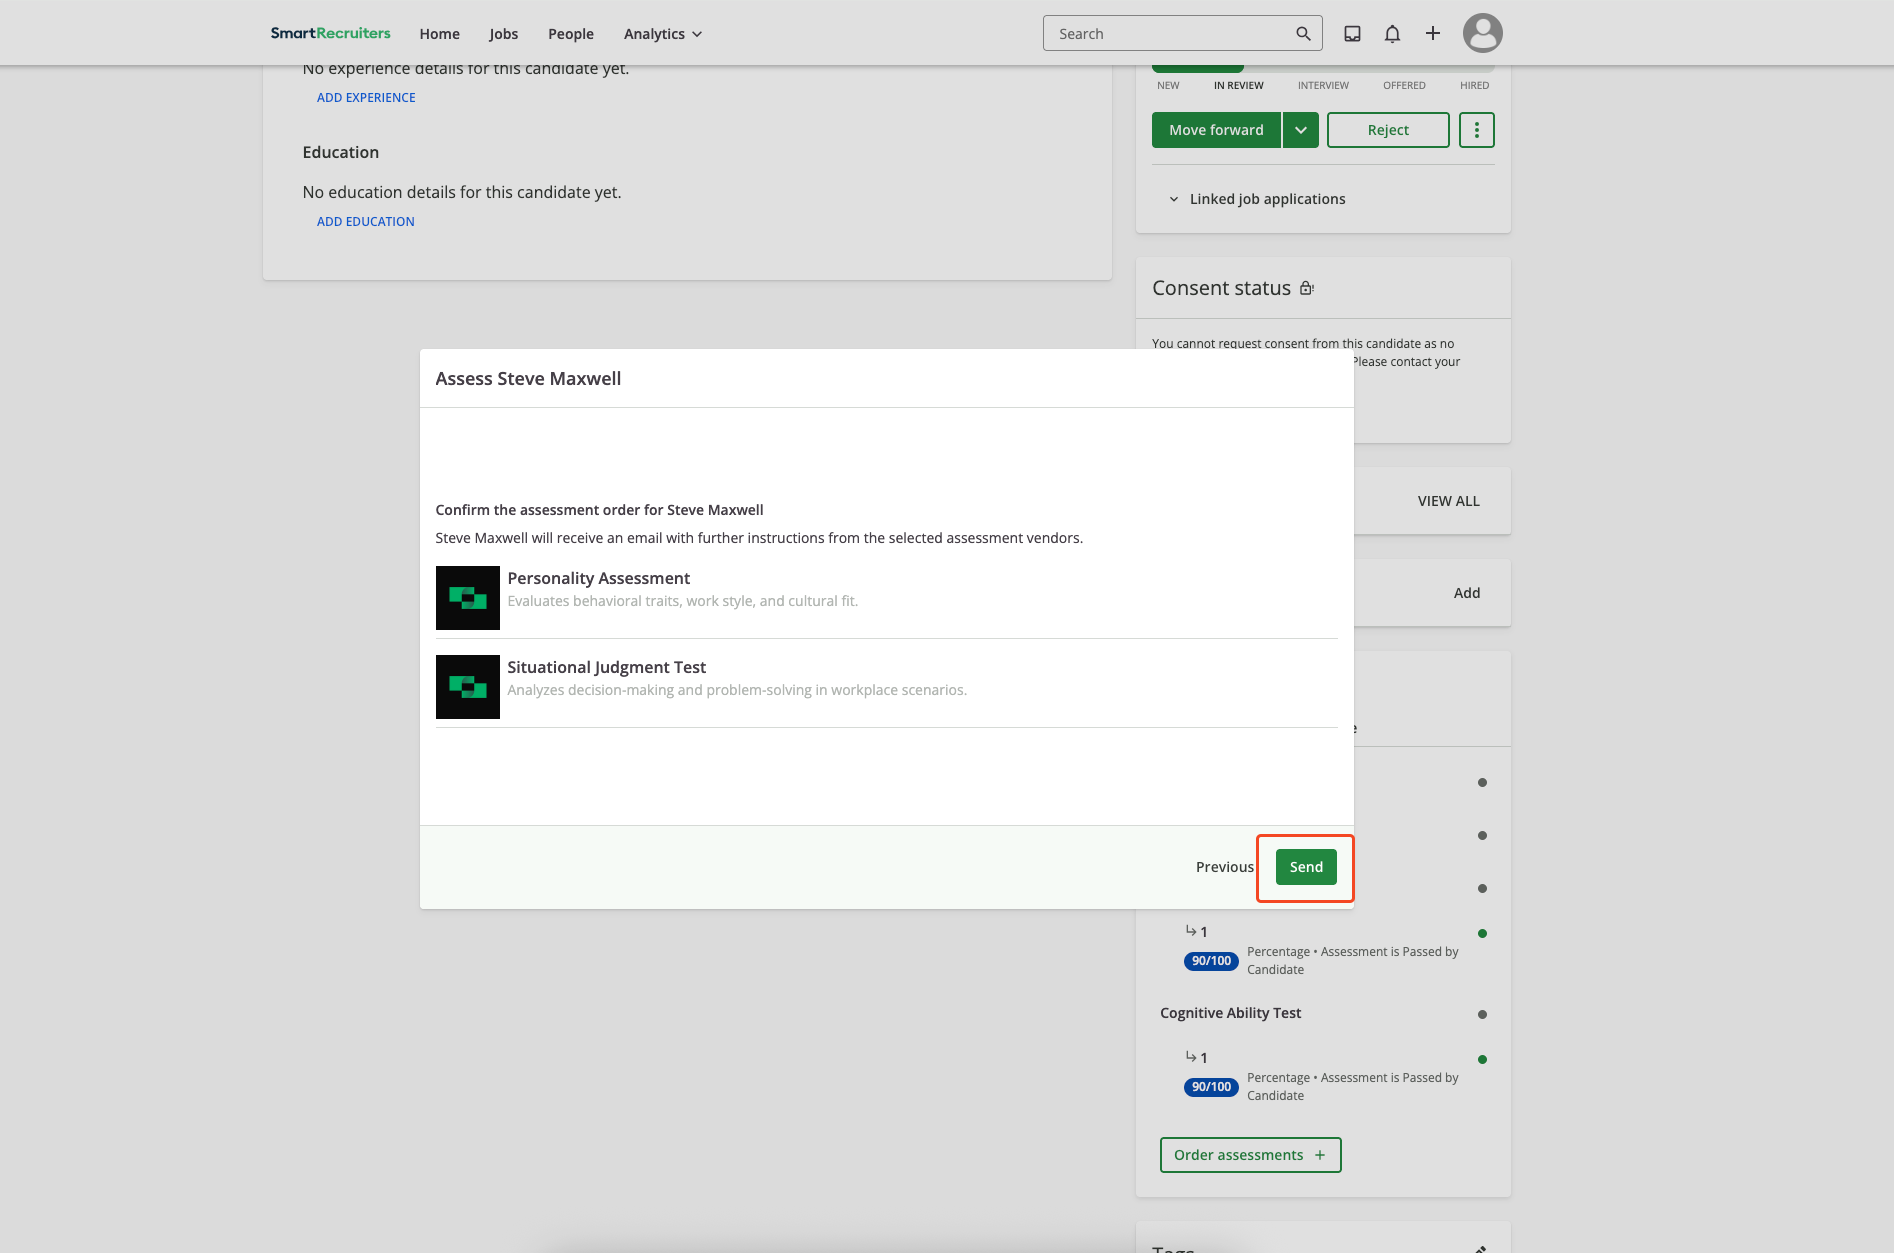 SmartRecruiters Home Jobs People Analytics Search
No experience details for this candidate yet.
ADD EXPERIENCE
Education
No education details for this candidate yet.
ADD EDUCATION
NEW IN REVIEW INTERVIEW OFFERED HIRED
Move forward Reject
Linked job applications
Consent status
You cannot request consent from this candidate as no
Please contact your
VIEW ALL
Add
Assess Steve Maxwell
Confirm the assessment order for Steve Maxwell
Steve Maxwell will receive an email with further instructions from the selected assessment vendors.
Personality Assessment
Evaluates behavioral traits, work style, and cultural fit.
Situational Judgment Test
Analyzes decision-making and problem-solving in workplace scenarios.
Previous Send
1
90/100 Percentage • Assessment is Passed by
Candidate
Cognitive Ability Test
1
90/100 Percentage • Assessment is Passed by
Candidate
Order assessments +
Tags